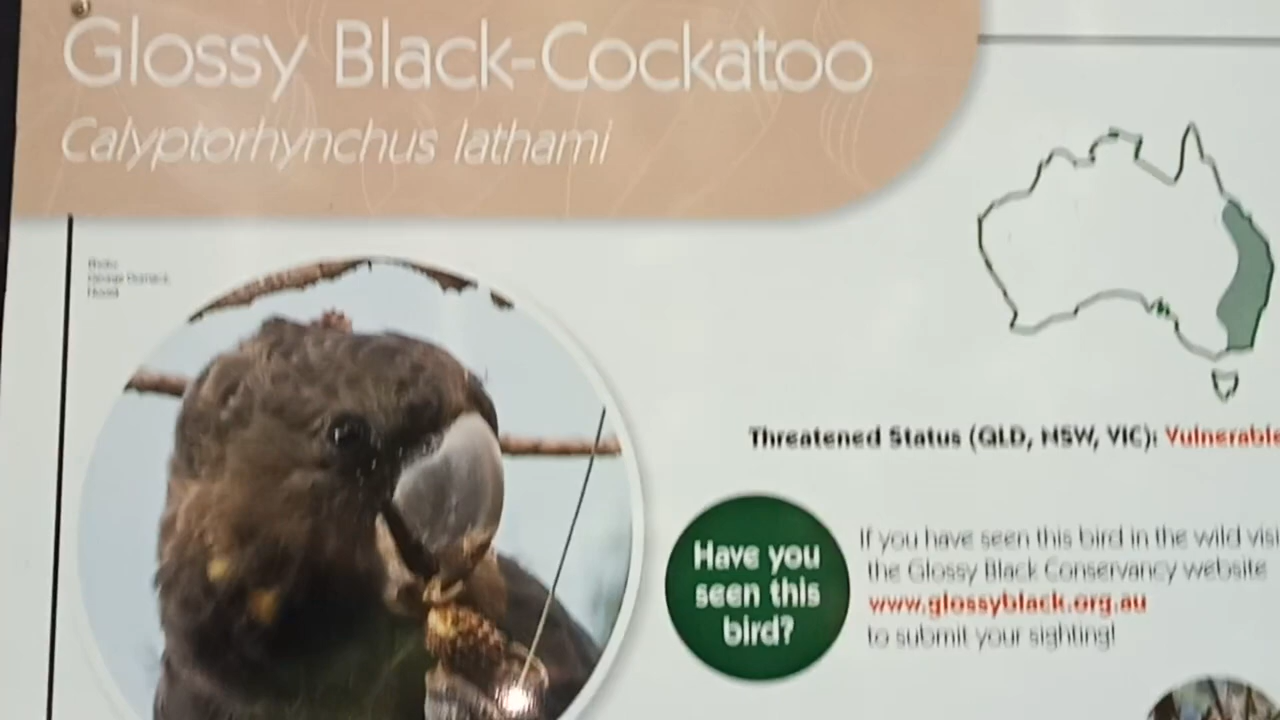 Glossy Black-Cockatoo
Calyptorhynchus lathami
Threatened Status (QLD, NSW, VIC): Vulnerable
Have you
seen this
bird?
If you have seen this bird in the wild visi
the Glossy Black Conservancy website
www.glossyblack.org.au
to submit your sighting!